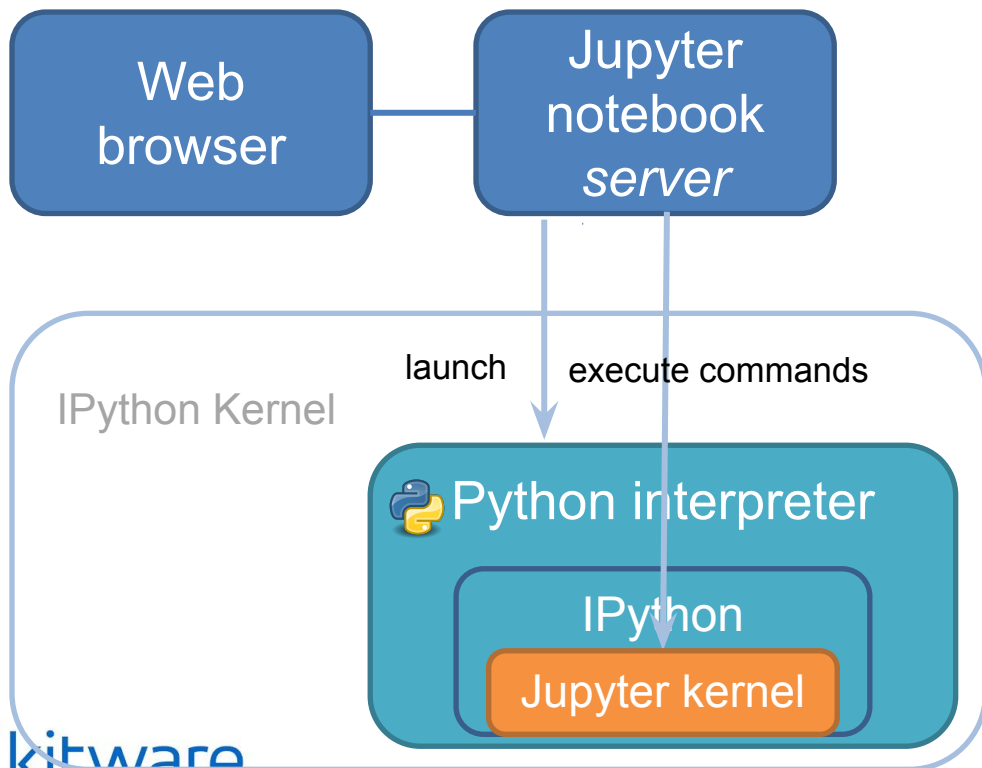 Web
browser
Jupyter
notebook
server
launch
execute commands
IPython Kernel
Python interpreter
IPython
Jupyter kernel
kitware